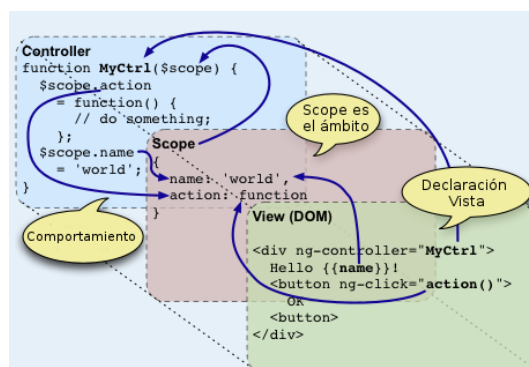 Controller
function MyCtrl($scope) {
$scope.action
= function() {
// do something;
};
$scope.name
= 'world';
}
Comportamiento
Scope es
el ámbito
Scope
{
name: 'world',
action: function
}
Declaración
Vista
View (DOM)
<div ng-controller="MyCtrl">
Hello {{name}}!
<button ng-click="action()">
OK
<button>
</div>